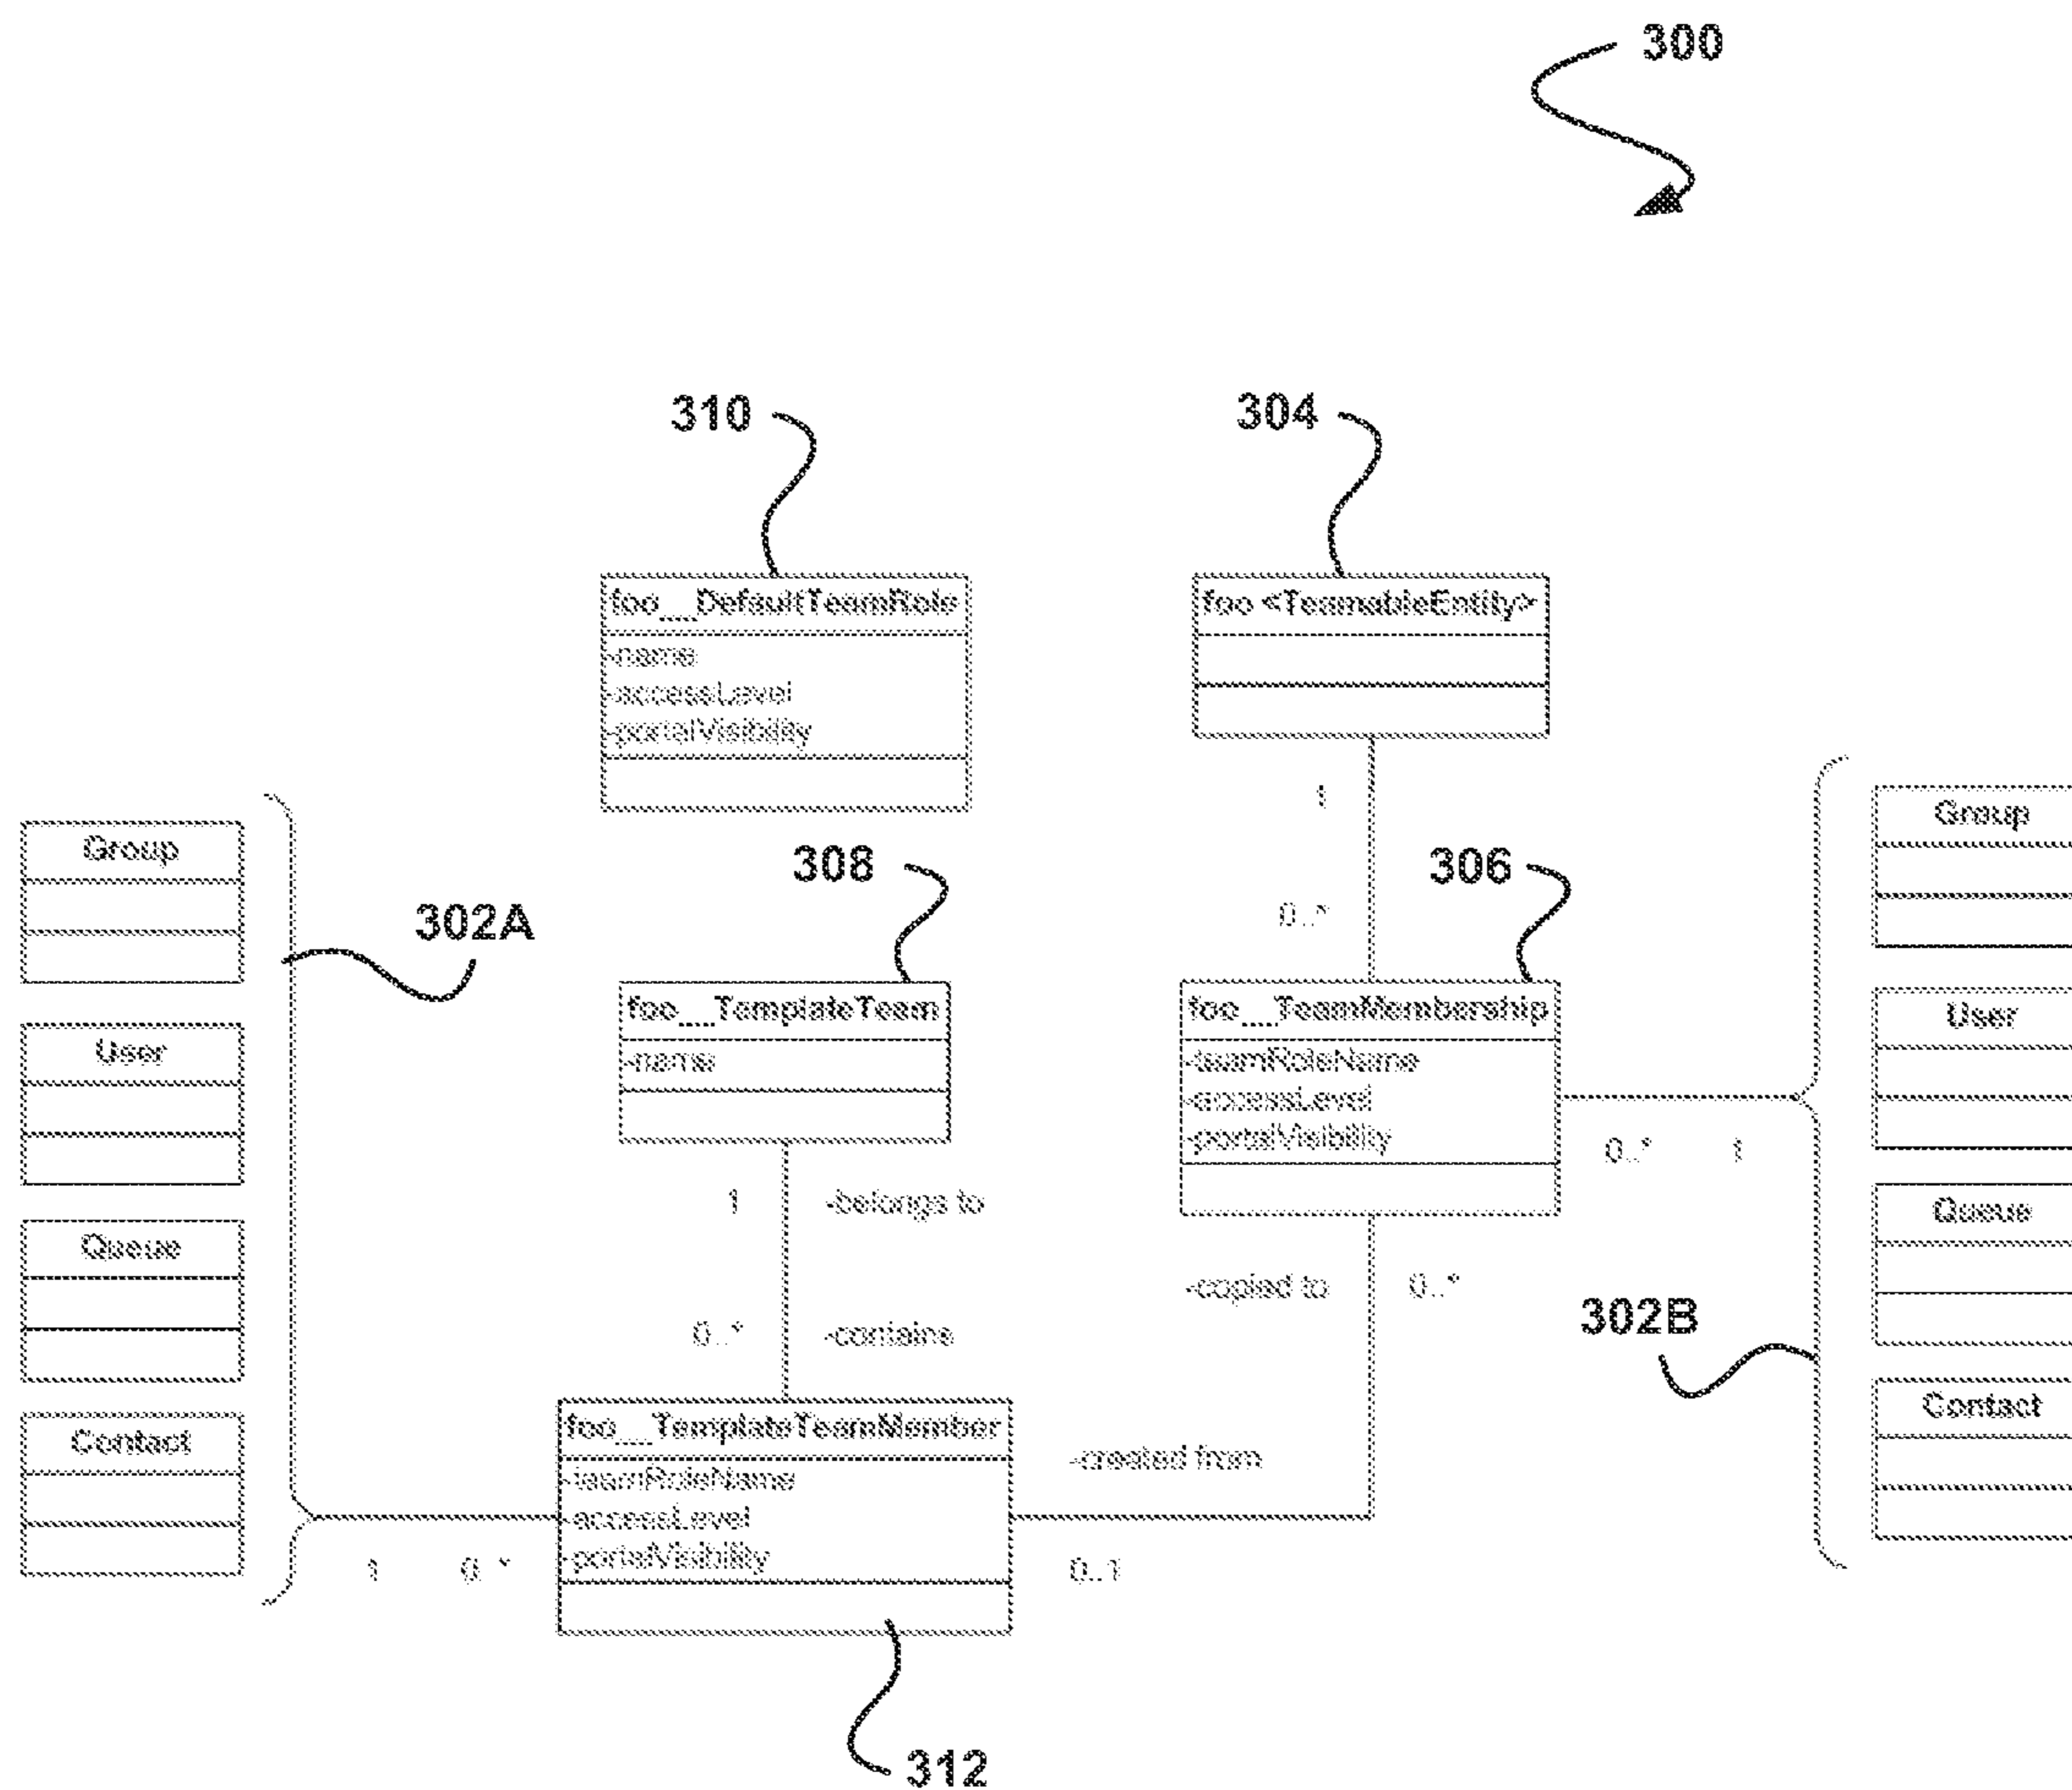 300
310
304
foo__DefaultTeamRole
-name
-accessLevel
-portalVisibility
foo <TeamableEntity>
1
0..*
Group
User
Queue
Contact
302A
308
foo__TemplateTeam
-name
1
-belongs to
0..*
-contains
306
foo__TeamMembership
-teamRoleName
-accessLevel
-portalVisibility
0..*
1
Group
User
Queue
Contact
302B
-copied to
0..*
foo__TemplateTeamMember
-teamRoleName
-accessLevel
-portalVisibility
1
0..*
-created from
0..1
312